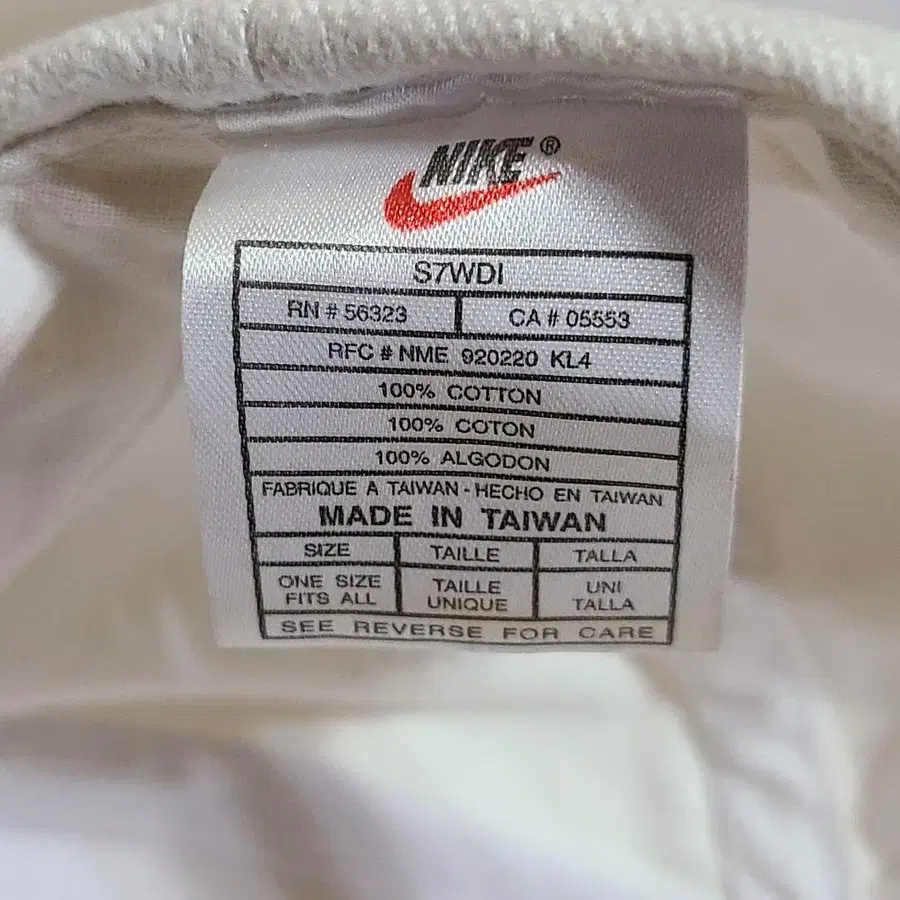 NIKE®
S7WDI
RN # 56323 CA # 05553
RFC # NME 920220 KL4
100% COTTON
100% COTON
100% ALGODON
FABRIQUE A TAIWAN - HECHO EN TAIWAN
MADE IN TAIWAN
SIZE TAILLE TALLA
ONE SIZE TAILLE UNI
FITS ALL UNIQUE TALLA
SEE REVERSE FOR CARE